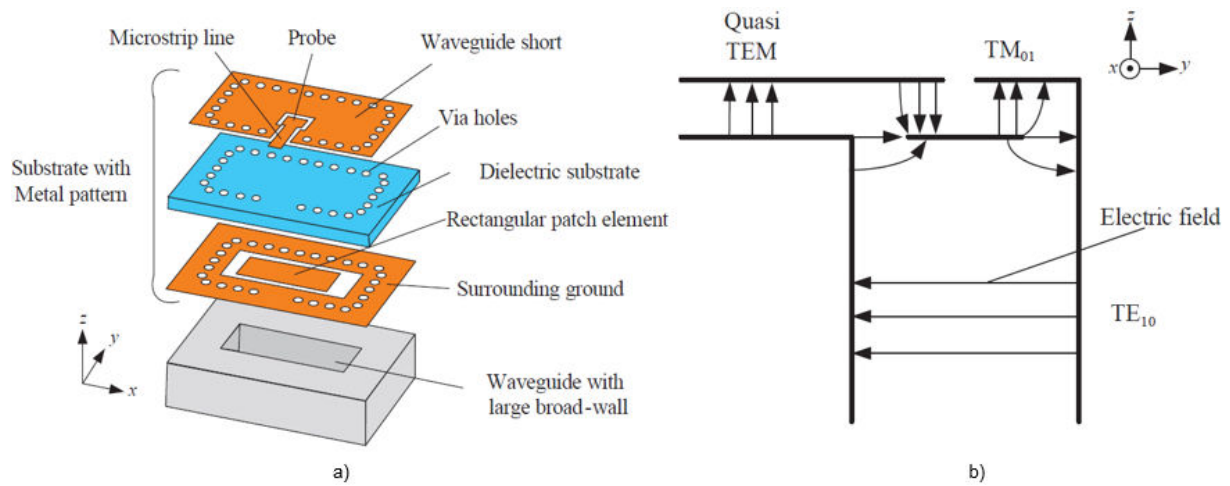 Microstrip line
Probe
Waveguide short
Via holes
Substrate with
Metal pattern
Dielectric substrate
Rectangular patch element
Surrounding ground
z
y
x
Waveguide with
large broad-wall
a)
Quasi
TEM
TM01
z
x
y
Electric field
TE10
b)